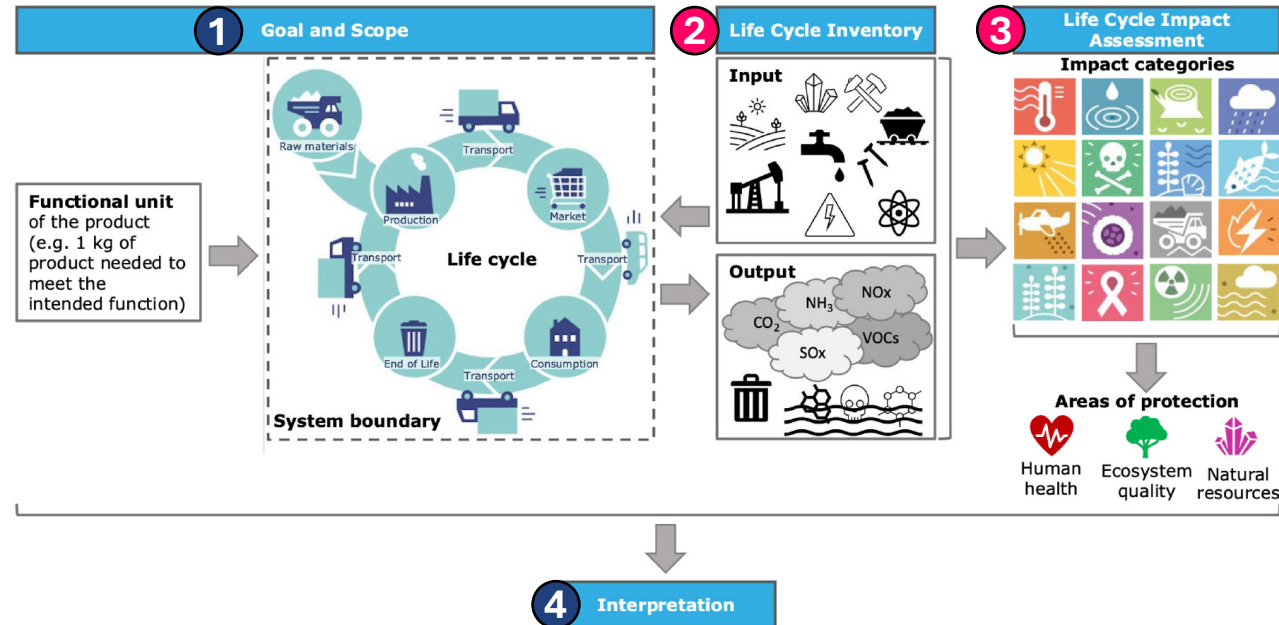 1 Goal and Scope
2 Life Cycle Inventory
3 Life Cycle Impact
Assessment
Functional unit
of the product
(e.g. 1 kg of
product needed to
meet the
intended function)
Raw materials
Transport
Production
Market
Transport
Life cycle
Transport
End of Life
Consumption
Transport
System boundary
Input
Output
CO2
NH3
NOx
SOx
VOCs
Impact categories
Areas of protection
Human
health
Ecosystem
quality
Natural
resources
4 Interpretation